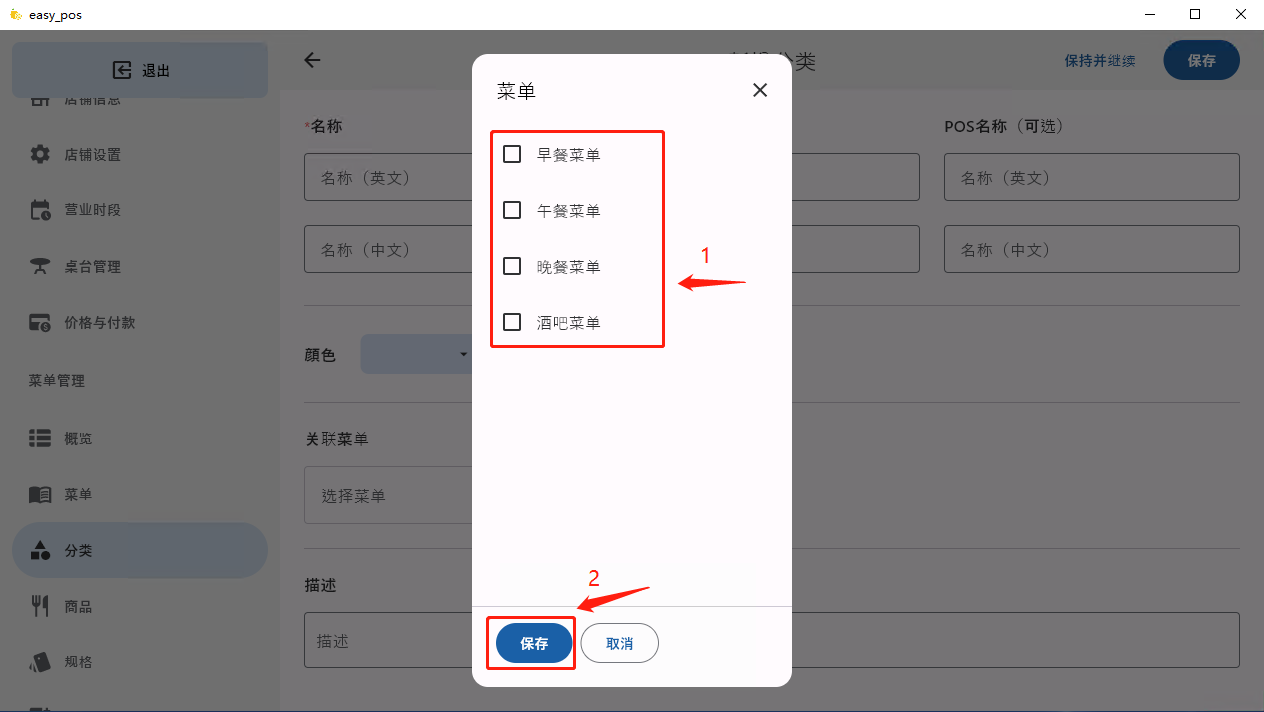 easy_pos
退出
店铺信息
店铺设置
营业时段
桌台管理
价格与付款
菜单管理
概览
菜单
分类
商品
规格
分类
保持并继续
保存
*名称
POS名称（可选）
名称（英文）
名称（英文）
名称（中文）
名称（中文）
颜色
关联菜单
选择菜单
描述
描述
菜单
早餐菜单
午餐菜单
晚餐菜单
酒吧菜单
1
2
保存
取消